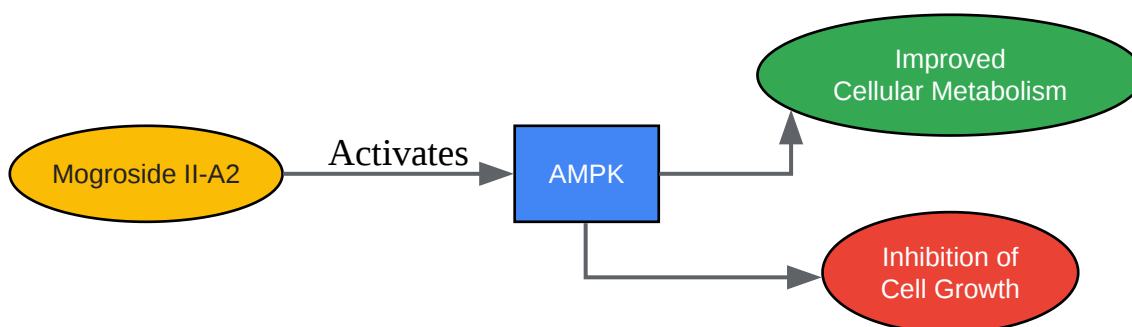 Mogroside II-A2
Activates
AMPK
Improved
Cellular Metabolism
Inhibition of
Cell Growth